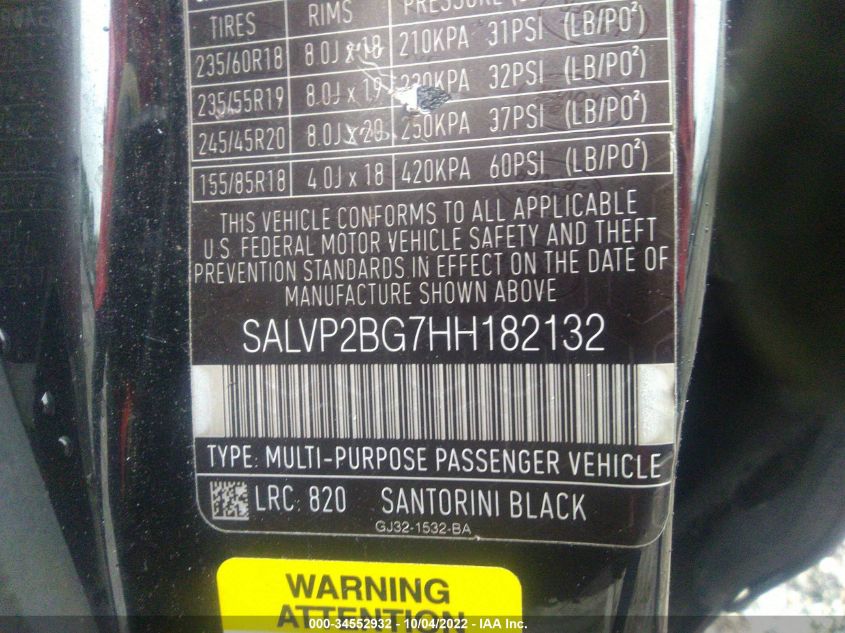 TIRES RIMS PRESSURE
235/60R18 8.0J x 18 210KPA 31PSI (LB/PO²)
235/55R19 8.0J x 19 220KPA 32PSI (LB/PO²)
245/45R20 8.0J x 20 250KPA 37PSI (LB/PO²)
155/85R18 4.0J x 18 420KPA 60PSI (LB/PO²)
THIS VEHICLE CONFORMS TO ALL APPLICABLE
U.S. FEDERAL MOTOR VEHICLE SAFETY AND THEFT
PREVENTION STANDARDS IN EFFECT ON THE DATE OF
MANUFACTURE SHOWN ABOVE
SALVP2BG7HH182132
TYPE: MULTI-PURPOSE PASSENGER VEHICLE
LRC: 820 SANTORINI BLACK
GJ32-1532-BA
WARNING
ATTENTION
000-34552932 - 10/04/2022 - IAA Inc.